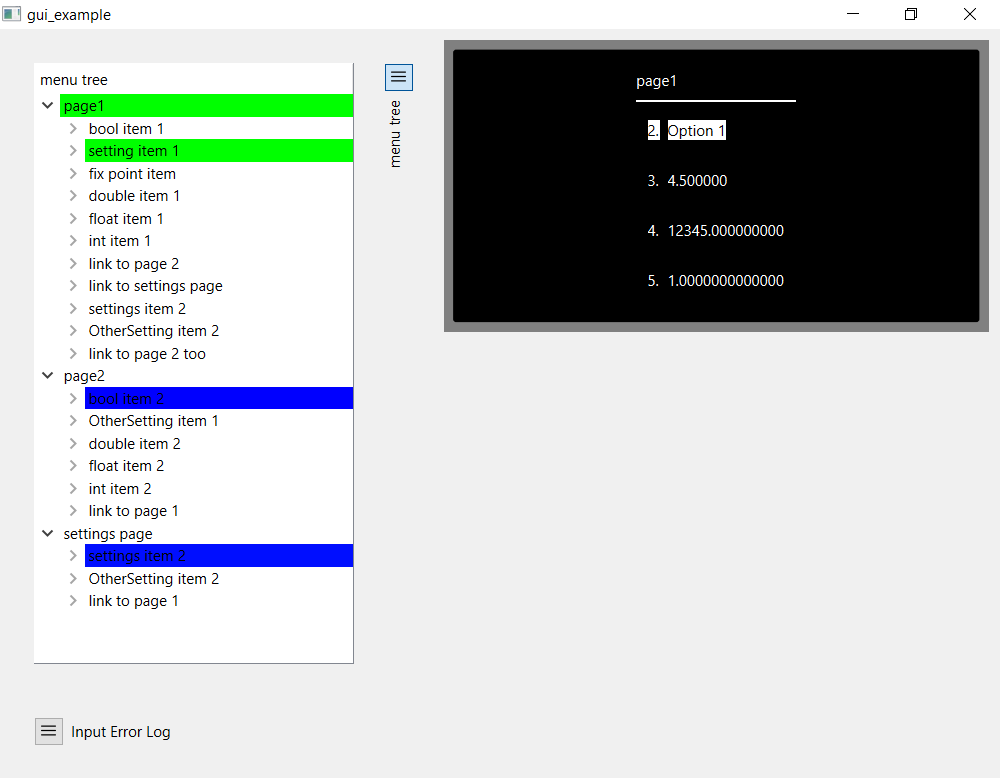 gui_example
menu tree
page1
bool item 1
setting item 1
fix point item
double item 1
float item 1
int item 1
link to page 2
link to settings page
settings item 2
OtherSetting item 2
link to page 2 too
page2
bool item 2
OtherSetting item 1
double item 2
float item 2
int item 2
link to page 1
settings page
settings item 2
OtherSetting item 2
link to page 1
menu tree
page1
2. Option 1
3. 4.500000
4. 12345.000000000
5. 1.0000000000000
Input Error Log